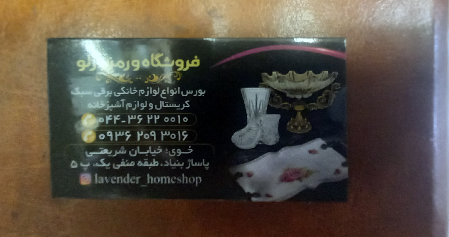 فروشگاه ورمزیارلو
بورس انواع لوازم خانگی برقی سبک
کریستال و لوازم آشپزخانه
۰۴۴-۳۶ ۲۲ ۰۰۱۰
۰۹۳۶ ۲۰۹ ۳۰۱۶
خوی: خیابان شریعتی
پاساژ بنیاد، طبقه منفی یک، پ ۵
lavender_homeshop